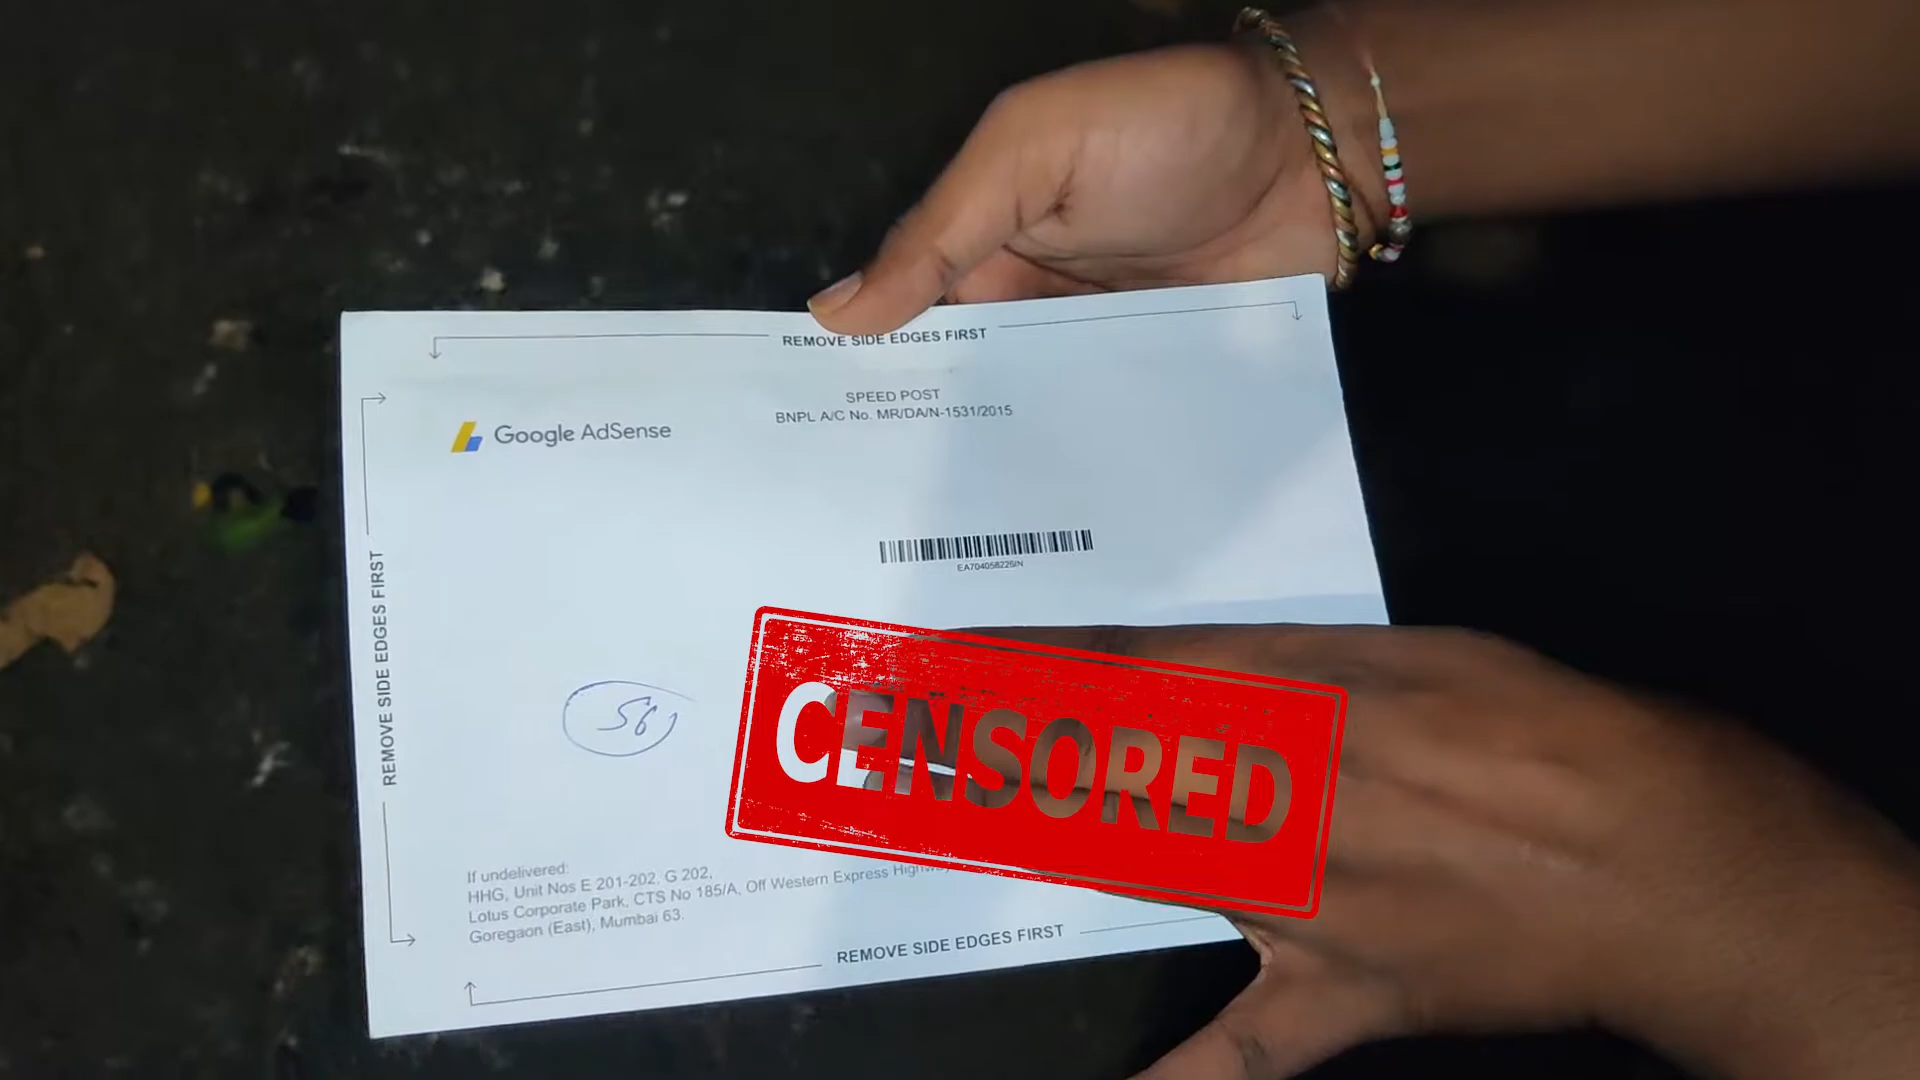 REMOVE SIDE EDGES FIRST
SPEED POST
BNPL A/C No. MR/DA/N-1531/2015
Google AdSense
EA704058226IN
REMOVE SIDE EDGES FIRST
CENSORED
If undelivered:
HHG, Unit Nos E 201-202, G 202,
Lotus Corporate Park, CTS No 185/A, Off Western Express Highway
Goregaon (East), Mumbai 63.
REMOVE SIDE EDGES FIRST